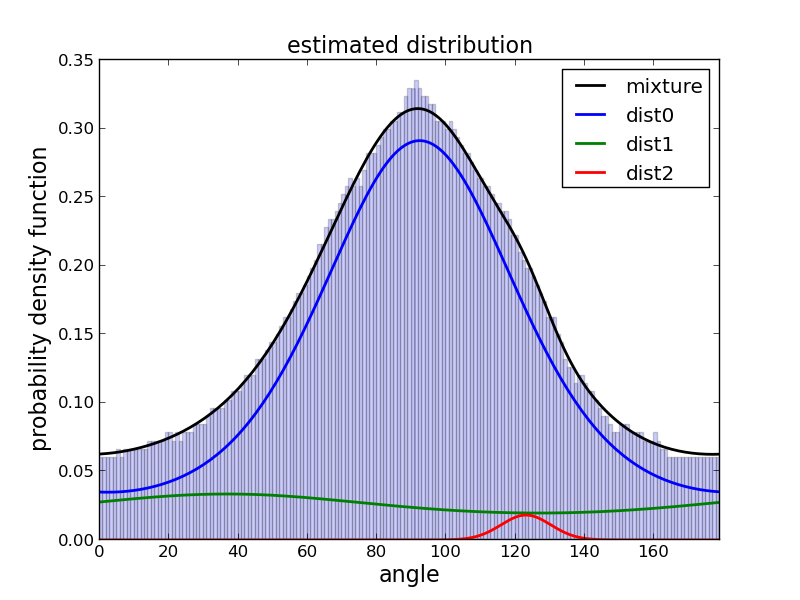 estimated distribution
probability density function
0.35
0.30
0.25
0.20
0.15
0.10
0.05
0.00
mixture
dist0
dist1
dist2
0 20 40 60 80 100 120 140 160
angle